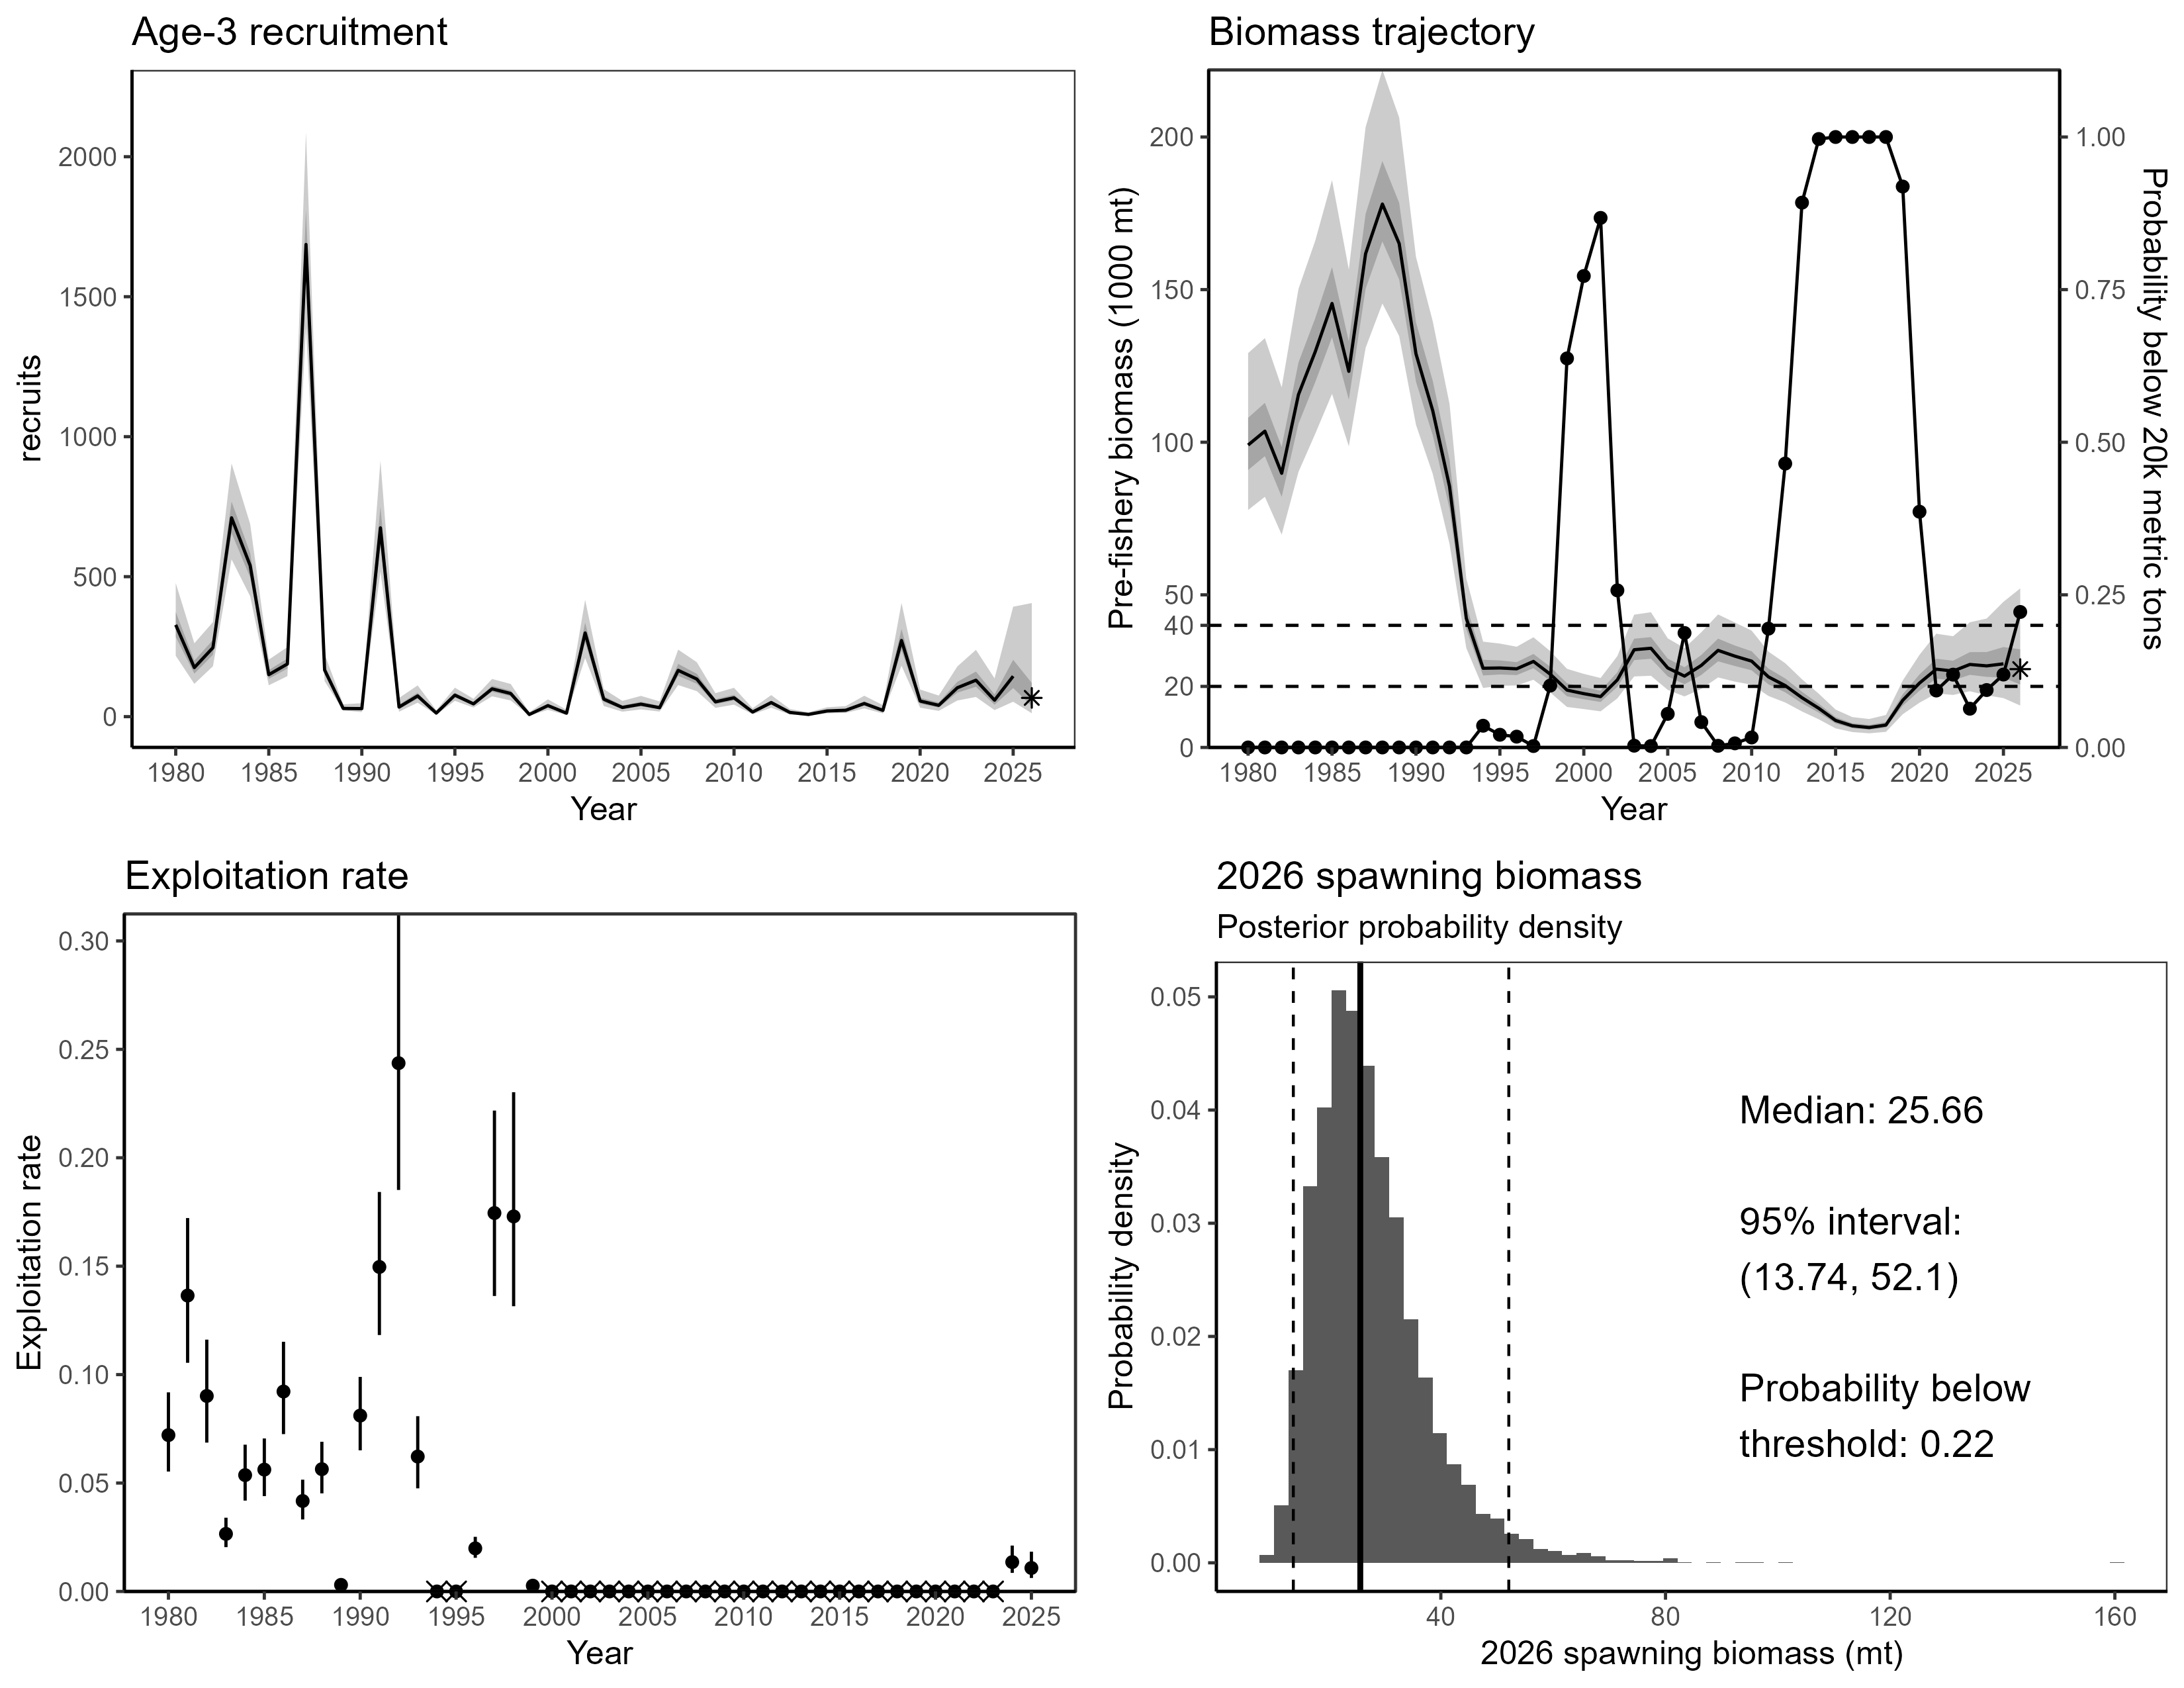 Age-3 recruitment
recruits
2000
1500
1000
500
0
1980 1985 1990 1995 2000 2005 2010 2015 2020 2025
Year
Biomass trajectory
Pre-fishery biomass (1000 mt)
200
150
100
50
40
20
0
1.00
0.75
0.50
0.25
0.00
Probability below 20k metric tons
1980 1985 1990 1995 2000 2005 2010 2015 2020 2025
Year
Exploitation rate
Exploitation rate
0.30
0.25
0.20
0.15
0.10
0.05
0.00
1980 1985 1990 1995 2000 2005 2010 2015 2020 2025
Year
2026 spawning biomass
Posterior probability density
Probability density
0.05
0.04
0.03
0.02
0.01
0.00
Median: 25.66
95% interval:
(13.74, 52.1)
Probability below
threshold: 0.22
40 80 120 160
2026 spawning biomass (mt)